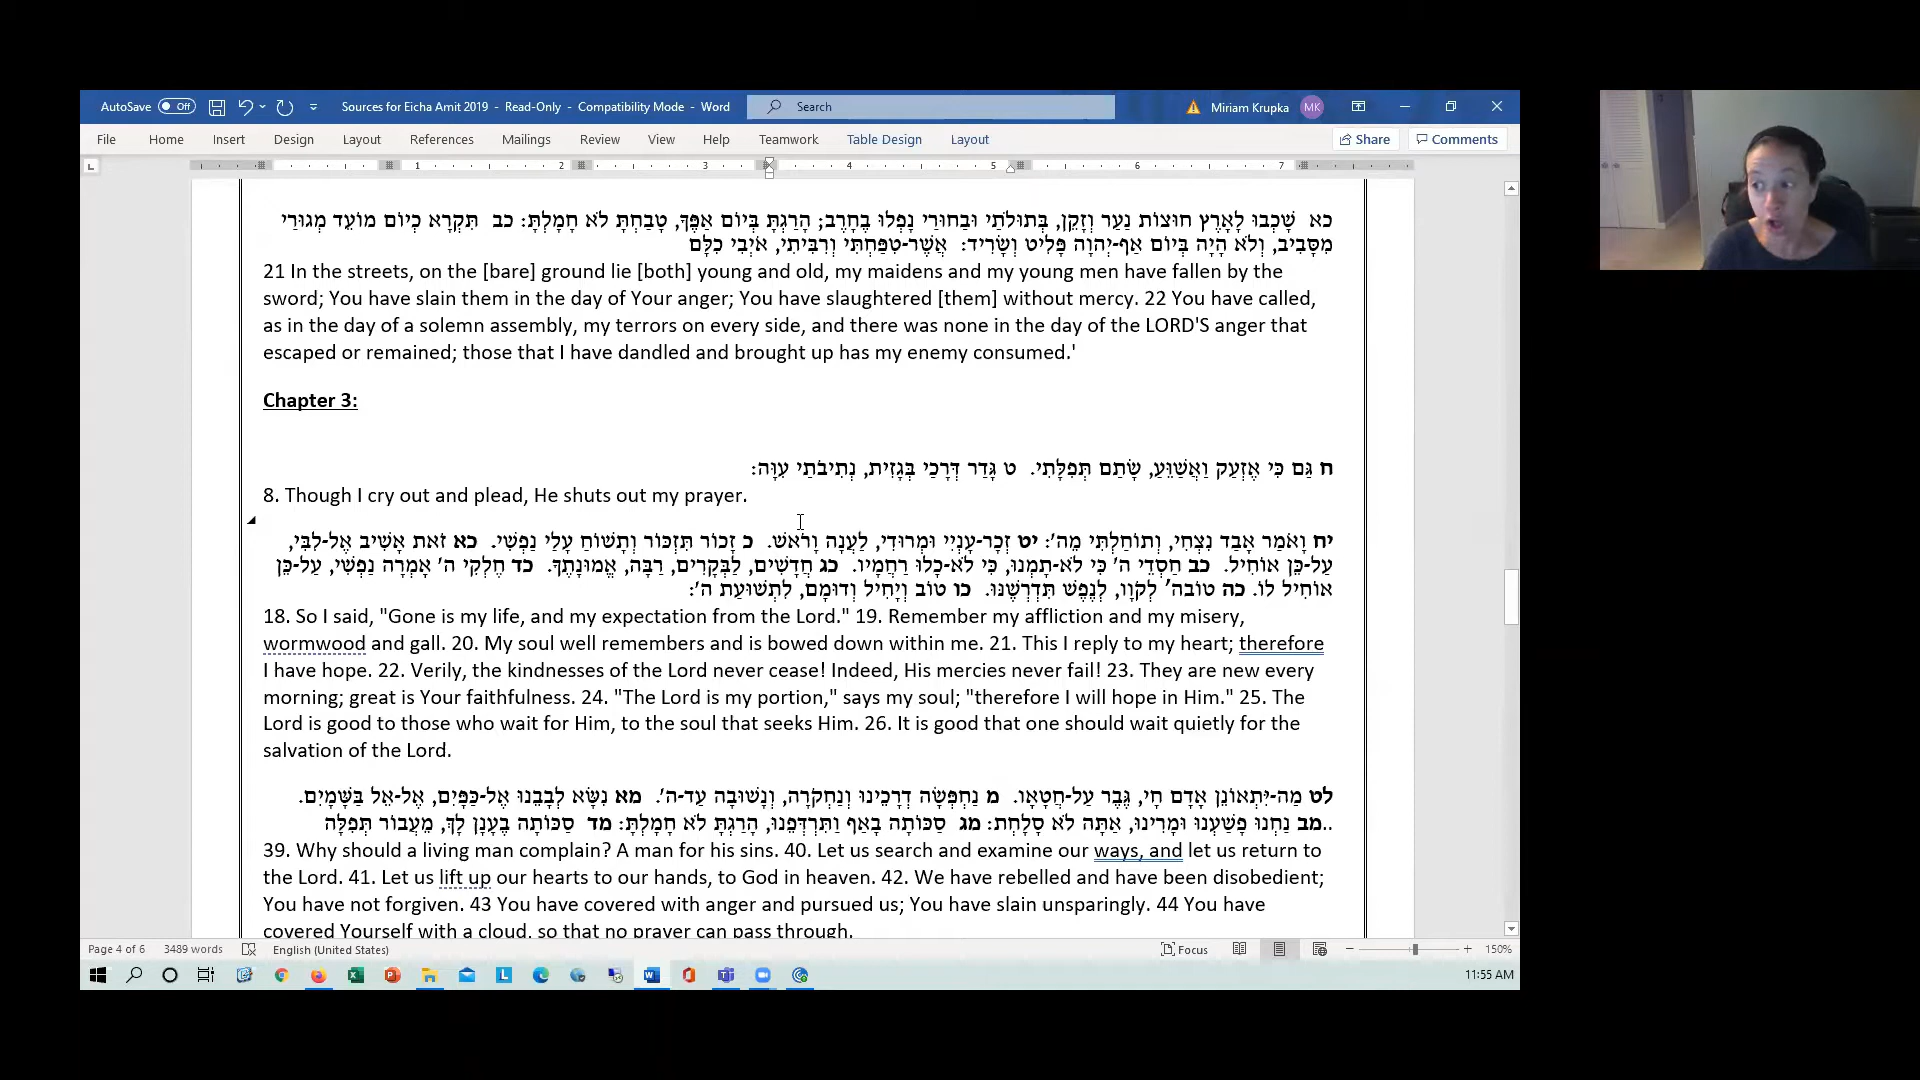 AutoSave Off Sources for Eicha Amit 2019 - Read-Only - Compatibility Mode - Word Search Miriam Krupka MK
File Home Insert Design Layout References Mailings Review View Help Teamwork Table Design Layout Share Comments
1 2 3 4 5 6 7
כא שָׁכְבוּ לָאָרֶץ חוּצוֹת נַעַר וְזָקֵן, בְּתוּלֹתַי וּבַחוּרַי נָפְלוּ בֶחָרֶב; הָרַגְתָּ בְּיוֹם אַפֶּךָ, טָבַחְתָּ לֹא חָמָלְתָּ: כב תִּקְרָא כְיוֹם מוֹעֵד מְגוּרַי
מִסָּבִיב, וְלֹא הָיָה בְּיוֹם אַף-יְהוָה פָּלִיט וְשָׂרִיד: אֲשֶׁר-טִפַּחְתִּי וְרִבִּיתִי, אֹיְבִי כִלָּם
21 In the streets, on the [bare] ground lie [both] young and old, my maidens and my young men have fallen by the
sword; You have slain them in the day of Your anger; You have slaughtered [them] without mercy. 22 You have called,
as in the day of a solemn assembly, my terrors on every side, and there was none in the day of the LORD'S anger that
escaped or remained; those that I have dandled and brought up has my enemy consumed.'
Chapter 3:
ח גַּם כִּי אֶזְעַק וַאֲשַׁוֵּעַ, שָׂתַם תְּפִלָּתִי. ט גָּדַר דְּרָכַי בְּגָזִית, נְתִיבֹתַי עִוָּה:
8. Though I cry out and plead, He shuts out my prayer.
יח וָאֹמַר אָבַד נִצְחִי, וְתוֹחַלְתִּי מֵה': יט זְכָר-עָנְיִי וּמְרוּדִי, לַעֲנָה וָרֹאשׁ. כ זָכוֹר תִּזְכּוֹר וְתָשׁוֹחַ עָלַי נַפְשִׁי. כא זֹאת אָשִׁיב אֶל-לִבִּי,
עַל-כֵּן אוֹחִיל. כב חַסְדֵי ה' כִּי לֹא-תָמְנוּ, כִּי לֹא-כָלוּ רַחֲמָיו. כג חֲדָשִׁים, לַבְּקָרִים, רַבָּה, אֱמוּנָתֶךָ. כד חֶלְקִי ה' אָמְרָה נַפְשִׁי, עַל-כֵּן
אוֹחִיל לוֹ. כה טוֹבה' לְקֹוָו, לְנֶפֶשׁ תִּדְרְשֶׁנּוּ. כו טוֹב וְיָחִיל וְדוּמָם, לִתְשׁוּעַת ה':
18. So I said, "Gone is my life, and my expectation from the Lord." 19. Remember my affliction and my misery,
wormwood and gall. 20. My soul well remembers and is bowed down within me. 21. This I reply to my heart; therefore
I have hope. 22. Verily, the kindnesses of the Lord never cease! Indeed, His mercies never fail! 23. They are new every
morning; great is Your faithfulness. 24. "The Lord is my portion," says my soul; "therefore I will hope in Him." 25. The
Lord is good to those who wait for Him, to the soul that seeks Him. 26. It is good that one should wait quietly for the
salvation of the Lord.
לט מַה-יִּתְאוֹנֵן אָדָם חָי, גֶּבֶר עַל-חֲטָאָו. מ נַחְפְּשָׂה דְרָכֵינוּ וְנַחְקֹרָה, וְנָשׁוּבָה עַד-ה'. מא נִשָּׂא לְבָבֵנוּ אֶל-כַּפָּיִם, אֶל-אֵל בַּשָּׁמָיִם.
..מב נַחְנוּ פָשַׁעְנוּ וּמָרִינוּ, אַתָּה לֹא סָלָחְתָּ: מג סַכּוֹתָה בָאַף וַתִּרְדְּפֵנוּ, הָרַגְתָּ לֹא חָמָלְתָּ: מד סַכּוֹתָה בֶעָנָן לָךְ, מֵעֲבוֹר תְּפִלָּה
39. Why should a living man complain? A man for his sins. 40. Let us search and examine our ways, and let us return to
the Lord. 41. Let us lift up our hearts to our hands, to God in heaven. 42. We have rebelled and have been disobedient;
You have not forgiven. 43 You have covered with anger and pursued us; You have slain unsparingly. 44 You have
covered Yourself with a cloud, so that no prayer can pass through.
Page 4 of 6 3489 words English (United States) Focus 150%
11:55 AM